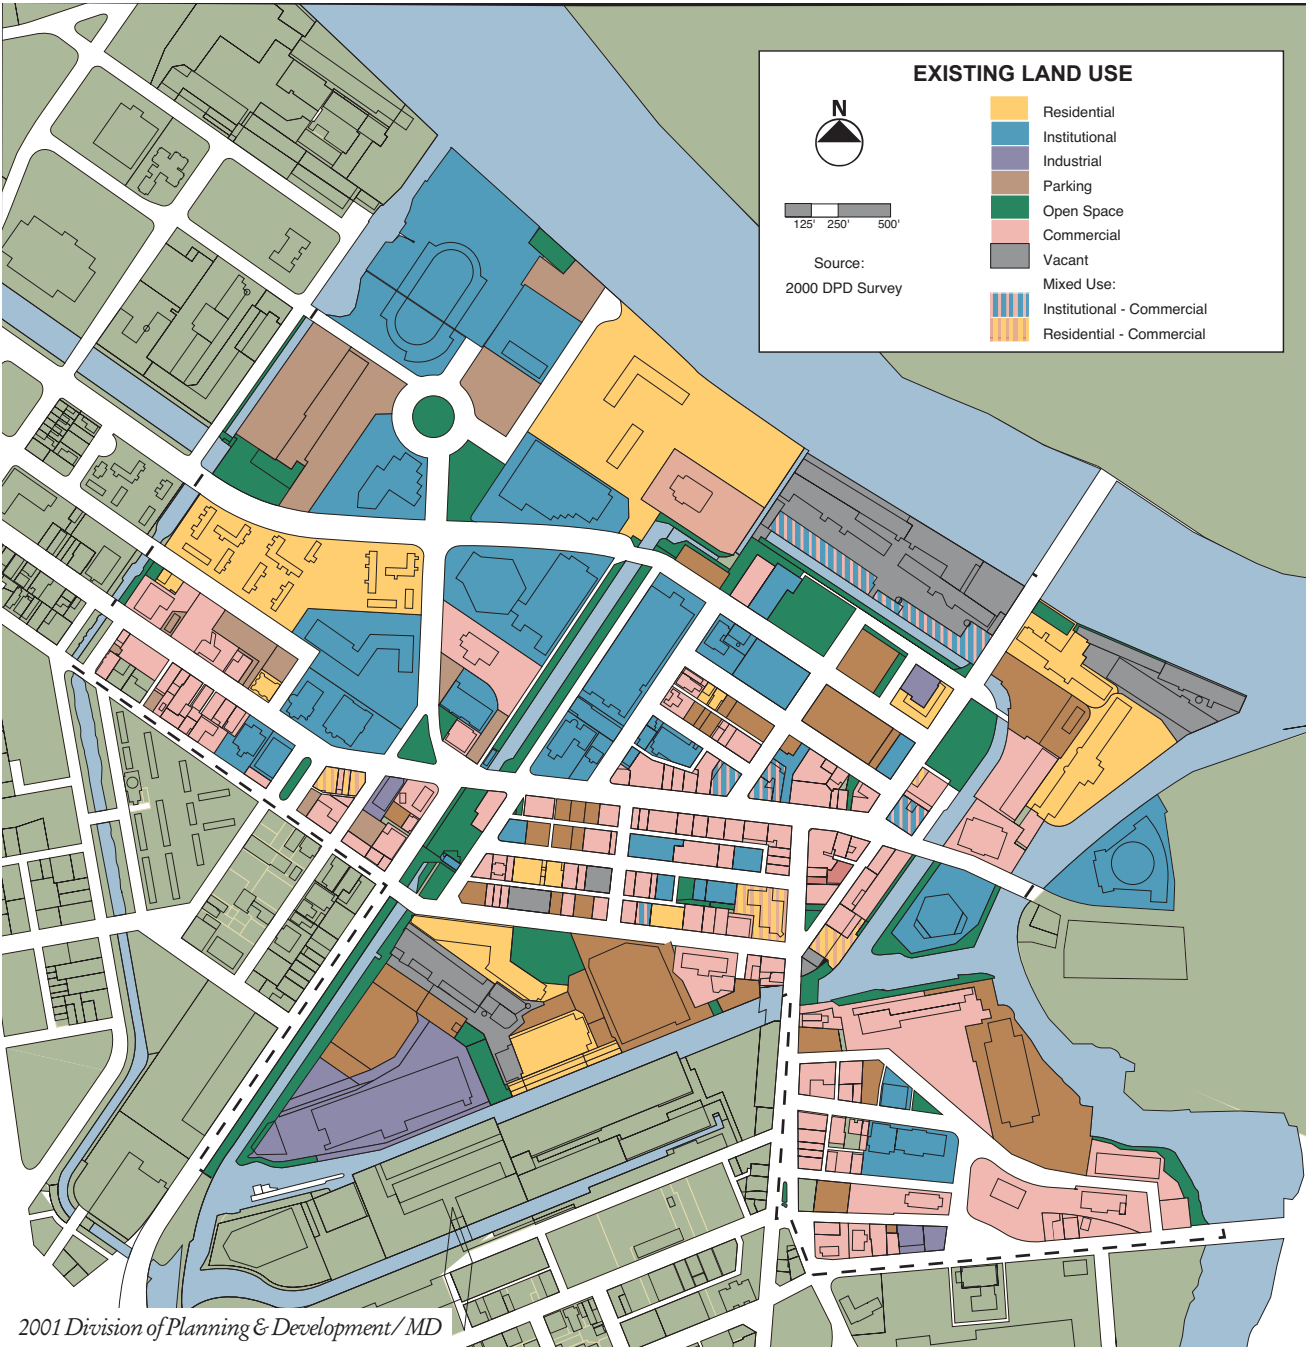 EXISTING LAND USE
N
125' 250' 500'
Source:
2000 DPD Survey
Residential
Institutional
Industrial
Parking
Open Space
Commercial
Vacant
Mixed Use:
Institutional - Commercial
Residential - Commercial
2001 Division of Planning & Development/ MD